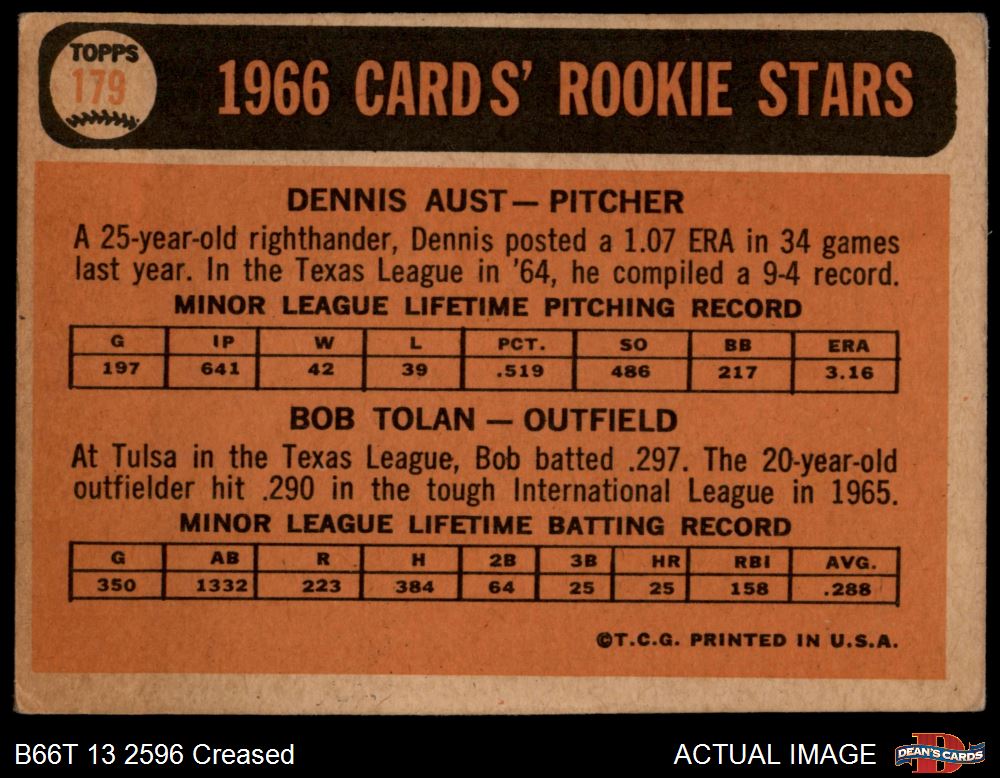 TOPPS
179
1966 CARDS' ROOKIE STARS
DENNIS AUST — PITCHER
A 25-year-old righthander, Dennis posted a 1.07 ERA in 34 games
last year. In the Texas League in '64, he compiled a 9-4 record.
MINOR LEAGUE LIFETIME PITCHING RECORD
G IP W L PCT. SO BB ERA
197 641 42 39 .519 486 217 3.16
BOB TOLAN — OUTFIELD
At Tulsa in the Texas League, Bob batted .297. The 20-year-old
outfielder hit .290 in the tough International League in 1965.
MINOR LEAGUE LIFETIME BATTING RECORD
G AB R H 2B 3B HR RBI AVG.
350 1332 223 384 64 25 25 158 .288
©T.C.G. PRINTED IN U.S.A.
B66T 13 2596 Creased
ACTUAL IMAGE
DEAN'S CARDS